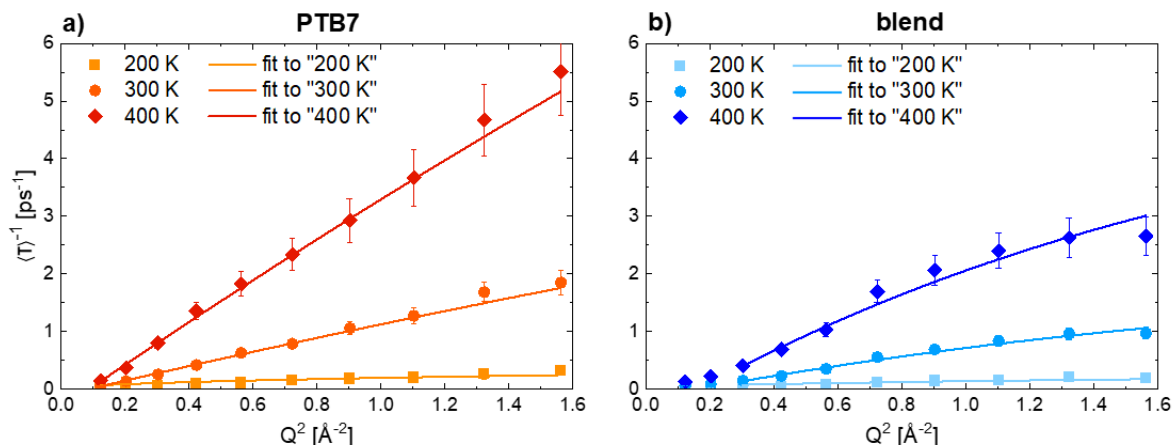 a) PTB7
200 K fit to "200 K"
300 K fit to "300 K"
400 K fit to "400 K"
6
5
4
3
2
1
0
⟨τ⟩⁻¹ [ps⁻¹]
0.0 0.2 0.4 0.6 0.8 1.0 1.2 1.4 1.6
Q² [Å⁻²]
b) blend
200 K fit to "200 K"
300 K fit to "300 K"
400 K fit to "400 K"
6
5
4
3
2
1
0
0.0 0.2 0.4 0.6 0.8 1.0 1.2 1.4 1.6
Q² [Å⁻²]